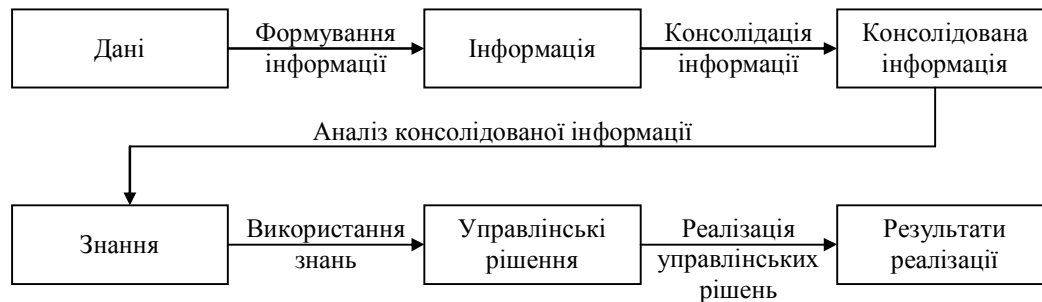 Дані
Формування
інформації
Інформація
Консолідація
інформації
Консолідована
інформація
Аналіз консолідованої інформації
Знання
Використання
знань
Управлінські
рішення
Реалізація
управлінських
рішень
Результати
реалізації